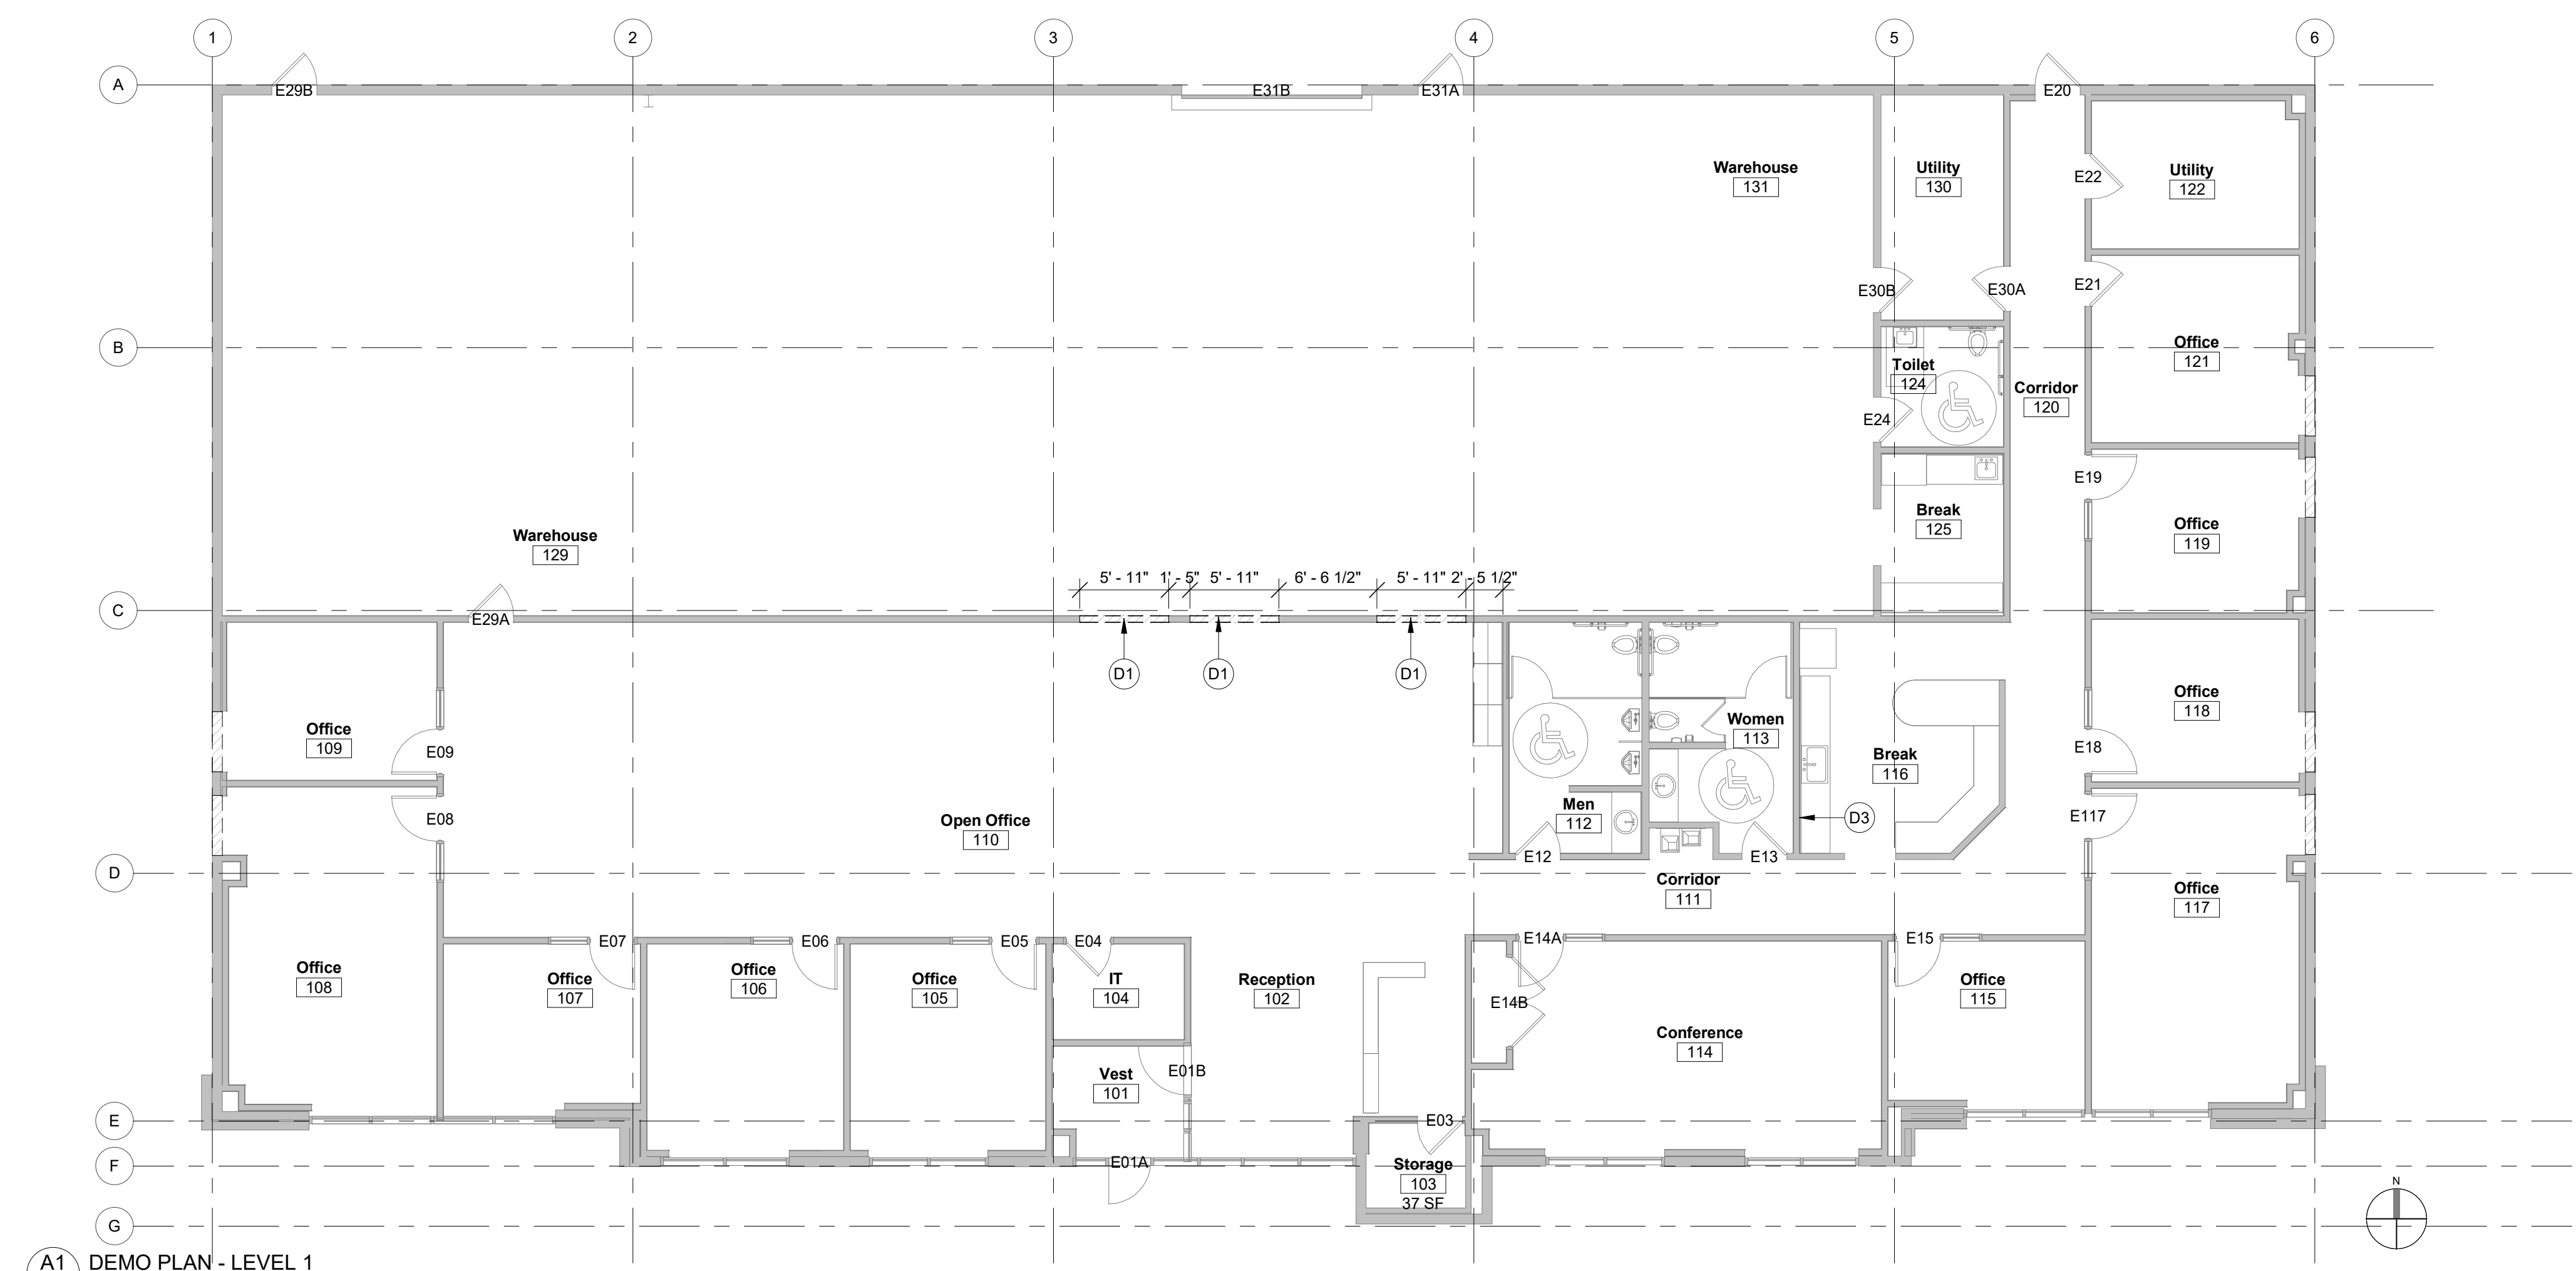 1 2 3 4 5 6
A
E29B E31B E31A E20
Warehouse
131
Utility
130
E22
Utility
122
E30B E30A E21
B
Toilet
124
Office
121
Corridor
120
E24
E19
Break
125
Office
119
Warehouse
129
5' - 11" 1' - 5" 5' - 11" 6' - 6 1/2" 5' - 11" 2' - 5 1/2"
C
E29A
D1 D1 D1
Office
109
E09
Office
118
Women
113
E18
Break
116
Men
112
E08
Open Office
110
D3
E117
E12 E13
D
Corridor
111
Office
117
E07 E06 E05 E04 E14A E15
Office
108
Office
107
Office
106
Office
105
IT
104
Reception
102
E14B
Office
115
Conference
114
Vest
101
E01B
E
E03
F
E01A
Storage
103
37 SF
N
G
A1 DEMO PLAN - LEVEL 1